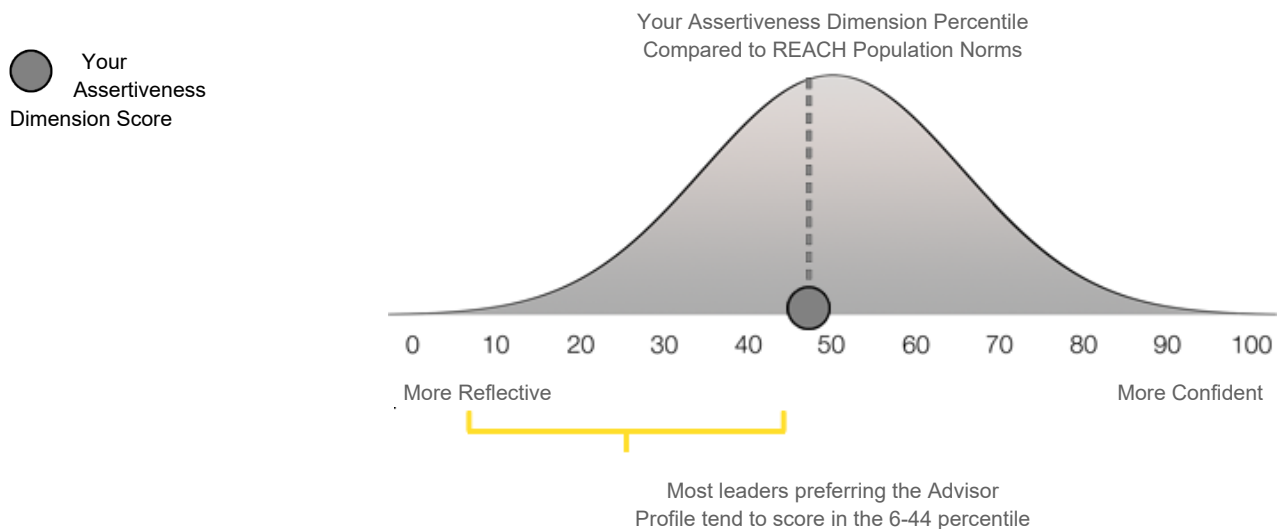 Your Assertiveness Dimension Percentile
Compared to REACH Population Norms
Your
Assertiveness
Dimension Score
0 10 20 30 40 50 60 70 80 90 100
More Reflective More Confident
Most leaders preferring the Advisor
Profile tend to score in the 6-44 percentile